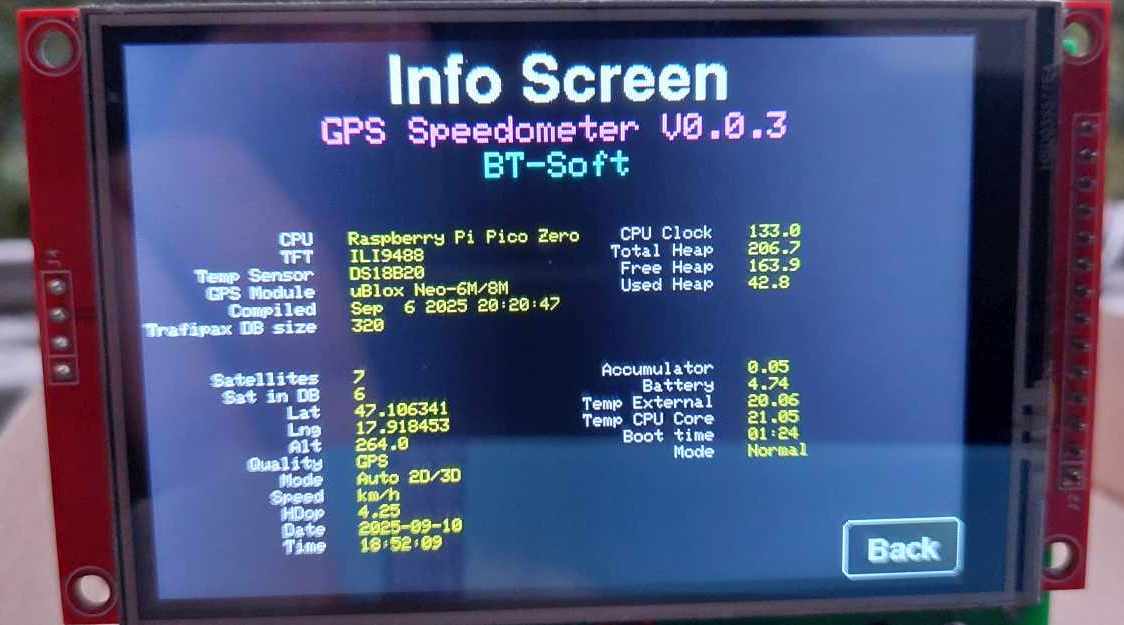 Info Screen
GPS Speedometer V0.0.3
BT-Soft
CPU Raspberry Pi Pico Zero
TFT ILI9488
Temp Sensor DS18B20
GPS Module uBlox Neo-6M/8M
Compiled Sep 6 2025 20:20:47
Trafipax DB size 320
CPU Clock 133.0
Total Heap 206.7
Free Heap 163.9
Used Heap 42.8
Satellites 7
Sat in DB 6
Lat 47.106341
Lng 17.918453
Alt 264.0
Quality GPS
Mode Auto 2D/3D
Speed km/h
HDop 4.25
Date 2025-09-10
Time 18:52:09
Accumulator 0.05
Battery 4.74
Temp External 20.06
Temp CPU Core 21.05
Boot time 01:24
Mode Normal
Back